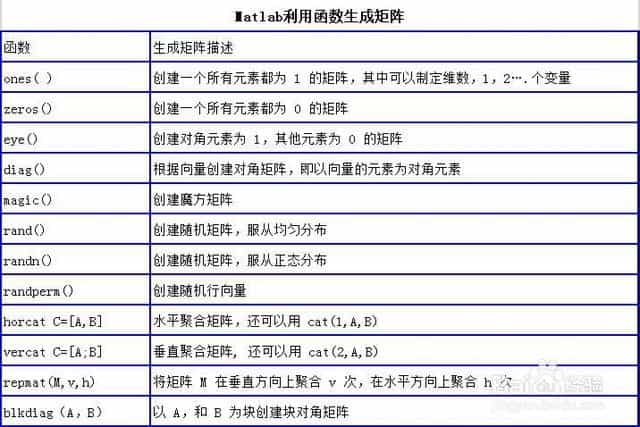 Matlab利用函数生成矩阵
函数 生成矩阵描述
ones( ) 创建一个所有元素都为 1 的矩阵，其中可以制定维数，1，2….个变量
zeros() 创建一个所有元素都为 0 的矩阵
eye() 创建对角元素为 1，其他元素为 0 的矩阵
diag() 根据向量创建对角矩阵，即以向量的元素为对角元素
magic() 创建魔方矩阵
rand() 创建随机矩阵，服从均匀分布
randn() 创建随机矩阵，服从正态分布
randperm() 创建随机行向量
horcat C=[A,B] 水平聚合矩阵，还可以用 cat(1,A,B)
vercat C=[A;B] 垂直聚合矩阵, 还可以用 cat(2,A,B)
repmat(M,v,h) 将矩阵 M 在垂直方向上聚合 v 次，在水平方向上聚合 h 次
blkdiag（A，B） 以 A，和 B 为块创建块对角矩阵
Baidu经验
jingyan.baidu.com